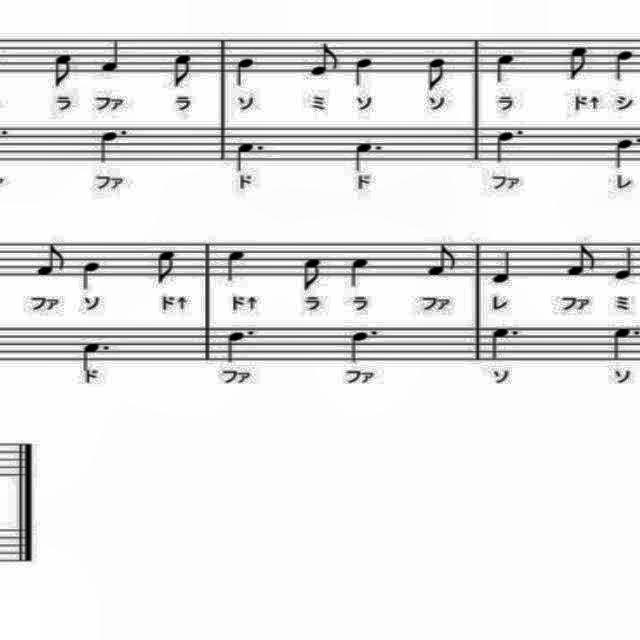 ラ ファ ラ ソ ミ ソ ソ ラ ド↑ シ
ファ ド ド ファ レ
ファ ソ ド↑ ド↑ ラ ラ ファ レ ファ ミ
ド ファ ファ ソ ソ